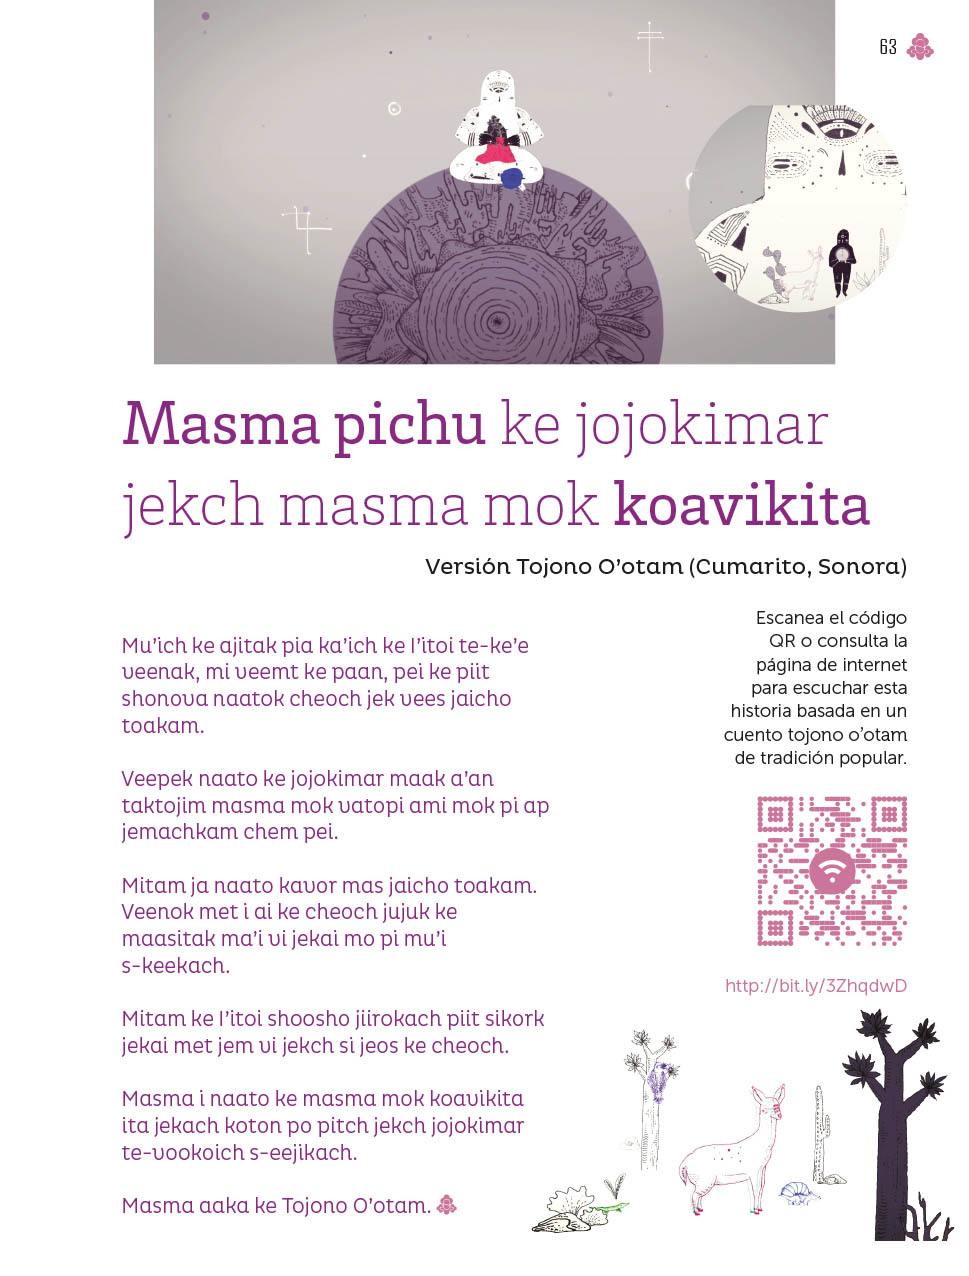 63
Masma pichu ke jojokimar
jekch masma mok koavikita
Versión Tojono O’otam (Cumarito, Sonora)
Mu’ich ke ajitak pia ka’ich ke I’itoi te-ke’e
veenak, mi veemt ke paan, pei ke piit
shonova naatok cheoch jek vees jaicho
toakam.
Veepek naato ke jojokimar maak a’an
taktojim masma mok vatopi ami mok pi ap
jemachkam chem pei.
Mitam ja naato kavor mas jaicho toakam.
Veenok met i ai ke cheoch jujuk ke
maasitak ma’i vi jekai mo pi mu’i
s-keekach.
Mitam ke I’itoi shoosho jiirokach piit sikork
jekai met jem vi jekch si jeos ke cheoch.
Masma i naato ke masma mok koavikita
ita jekach koton po pitch jekch jojokimar
te-vookoich s-eejikach.
Masma aaka ke Tojono O’otam.
Escanea el código
QR o consulta la
página de internet
para escuchar esta
historia basada en un
cuento tojono o’otam
de tradición popular.
http://bit.ly/3ZhqdwD